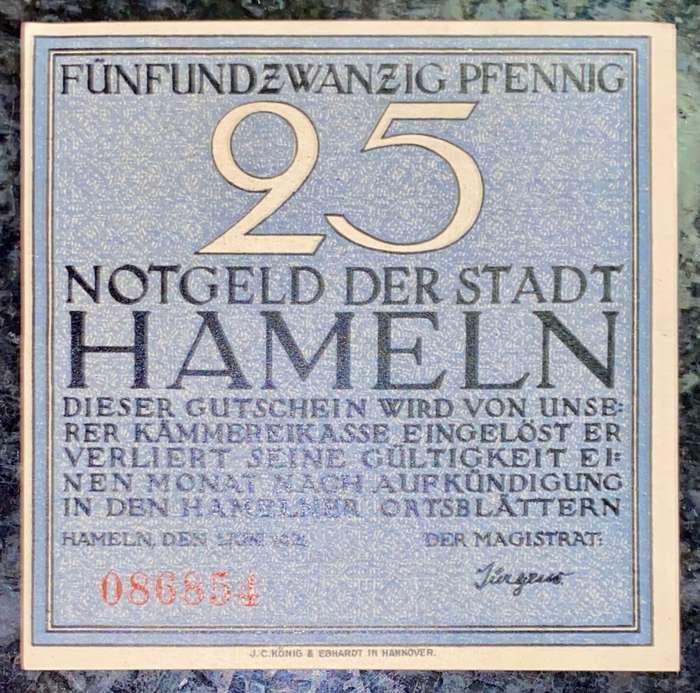 FÜNFUNDZWANZIG PFENNIG
25
NOTGELD DER STADT
HAMELN
DIESER GUTSCHEIN WIRD VON UNSE-
RER KÄMMEREIKASSE EINGELÖST ER
VERLIERT SEINE GÜLTIGKEIT EI-
NEN MONAT NACH AUFKÜNDIGUNG
IN DEN HAMELNER ORTSBLÄTTERN
HAMELN, DEN
DER MAGISTRAT:
086854
Jürgens
J.C.KÖNIG & EBHARDT IN HANNOVER.